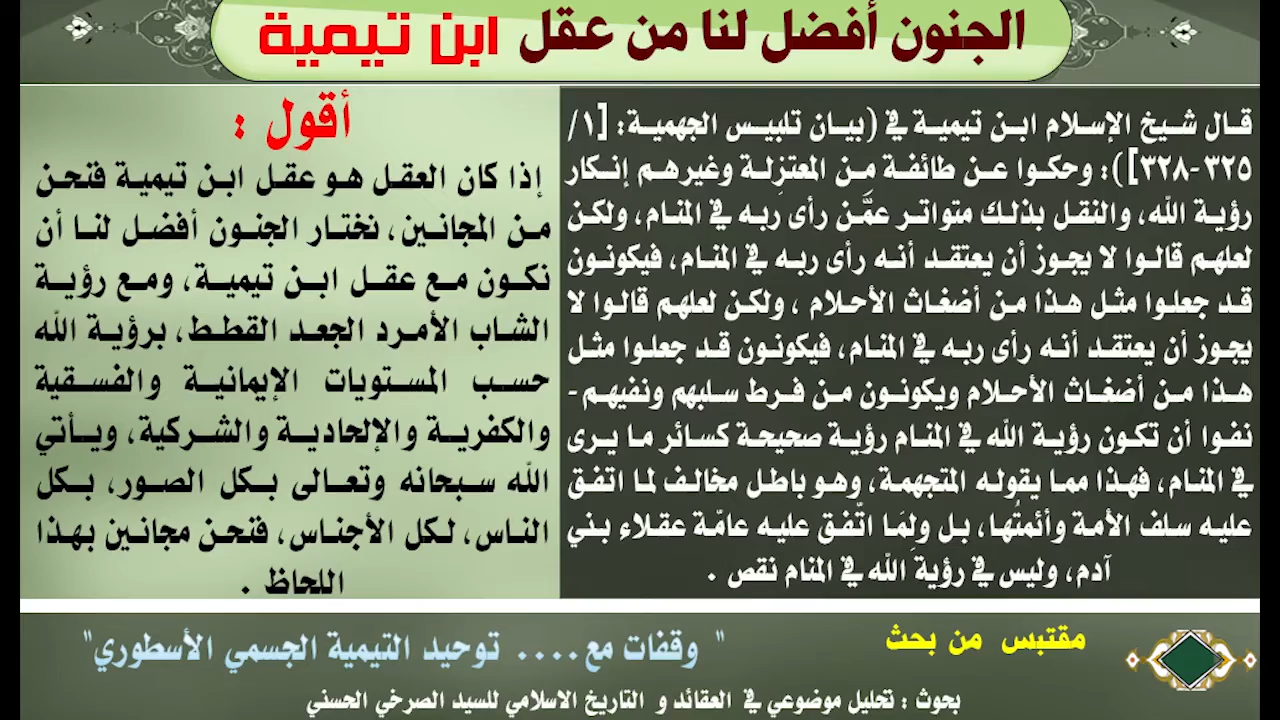 الجنون أفضل لنا من عقل ابن تيمية
قال شيخ الإسلام ابن تيمية في (بيان تلبيس الجهمية: [١/
٣٢٥-٣٢٨]): وحكوا عن طائفة من المعتزِلة وغيرهم إنكار
رؤية الله، والنقل بذلك متواتر عمَّن رأى ربه في المنام، ولكن
لعلهم قالوا لا يجوز أن يعتقد أنه رأى ربه في المنام، فيكونون
قد جعلوا مثل هذا من أضغاث الأحلام ، ولكن لعلهم قالوا لا
يجوز أن يعتقد أنه رأى ربه في المنام، فيكونون قد جعلوا مثل
هذا من أضغاث الأحلام ويكونون من فرط سلبهم ونفيهم-
نفوا أن تكون رؤية الله في المنام رؤية صحيحة كسائر ما يرى
في المنام، فهذا مما يقوله المتجهمة، وهو باطل مخالف لما اتفق
عليه سلف الأمة وأئمتُها، بل ولِمَا اتّفق عليه عامّة عقلاء بني
آدم، وليس في رؤية الله في المنام نقص .
أقول :
إذا كان العقل هو عقل ابن تيمية فنحن
من المجانين، نختار الجنون أفضل لنا أن
نكون مع عقل ابن تيمية، ومع رؤية
الشاب الأمرد الجعد القطط، برؤية الله
حسب المستويات الإيمانية والفسقية
والكفرية والإلحادية والشركية، ويأتي
الله سبحانه وتعالى بكل الصور، بكل
الناس، لكل الأجناس، فنحن مجانين بهذا
اللحاظ .
مقتبس من بحث
" وقفات مع.... توحيد التيمية الجسمي الأسطوري"
بحوث : تحليل موضوعي في العقائد و التاريخ الاسلامي للسيد الصرخي الحسني